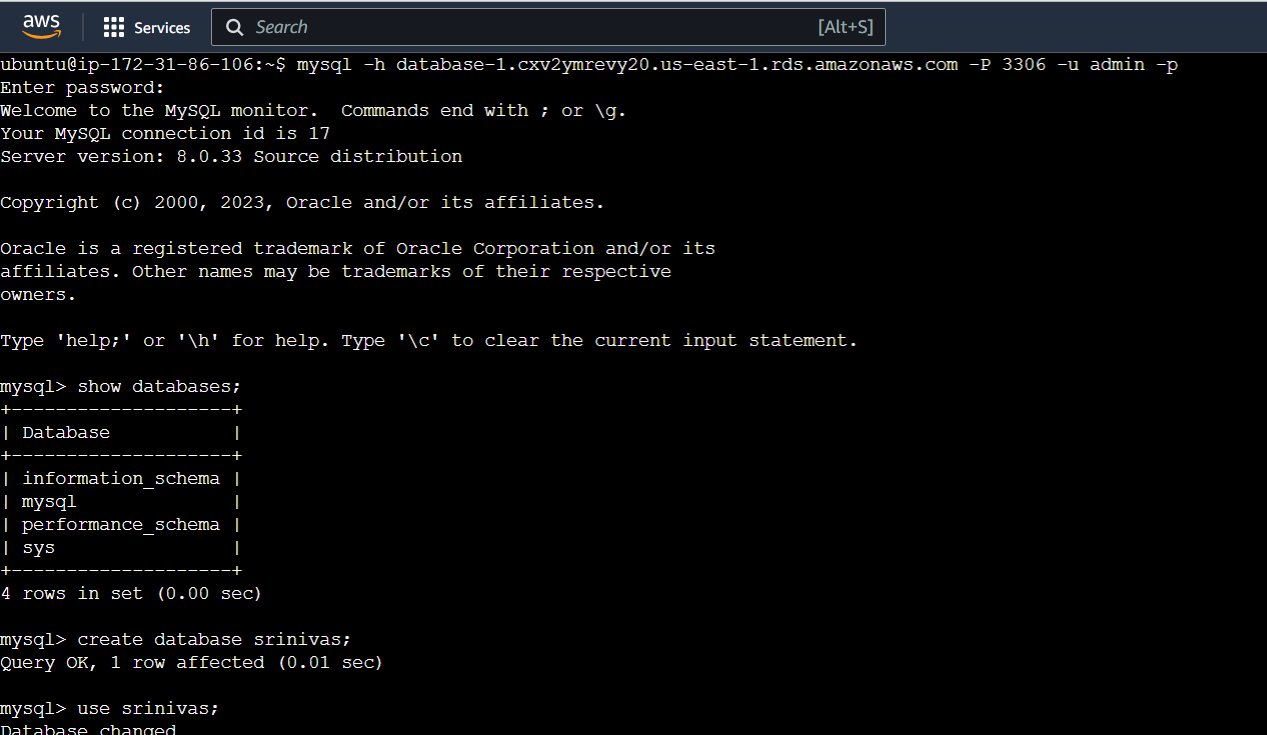 aws Services Search [Alt+S]
ubuntu@ip-172-31-86-106:~$ mysql -h database-1.cxv2ymrevy20.us-east-1.rds.amazonaws.com -P 3306 -u admin -p
Enter password:
Welcome to the MySQL monitor.  Commands end with ; or \g.
Your MySQL connection id is 17
Server version: 8.0.33 Source distribution

Copyright (c) 2000, 2023, Oracle and/or its affiliates.

Oracle is a registered trademark of Oracle Corporation and/or its
affiliates. Other names may be trademarks of their respective
owners.

Type 'help;' or '\h' for help. Type '\c' to clear the current input statement.

mysql> show databases;
+--------------------+
| Database           |
+--------------------+
| information_schema |
| mysql              |
| performance_schema |
| sys                |
+--------------------+
4 rows in set (0.00 sec)

mysql> create database srinivas;
Query OK, 1 row affected (0.01 sec)

mysql> use srinivas;
Database changed